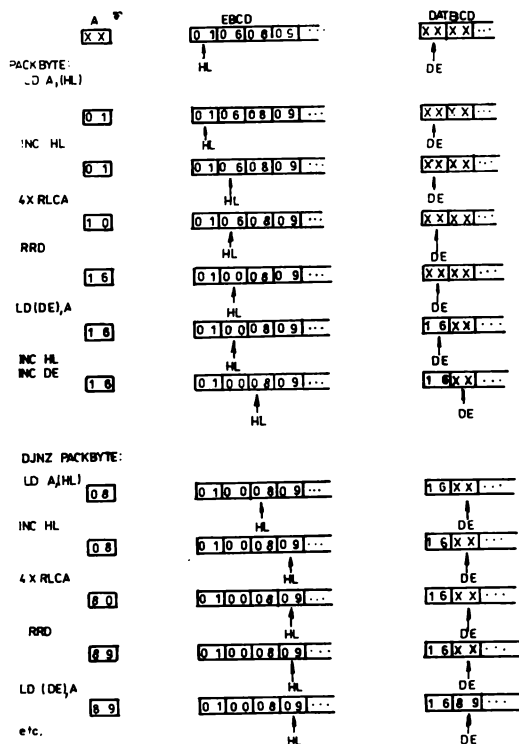 A EBCD DATBCD
X X 0 1 0 6 0 8 0 9 ··· X X X X ···
HL DE
PACKBYTE:
LD A,(HL)
0 1 0 1 0 6 0 8 0 9 ··· X X X X ···
HL DE
INC HL
0 1 0 1 0 6 0 8 0 9 ··· X X X X ···
HL DE
4X RLCA
1 0 0 1 0 6 0 8 0 9 ··· X X X X ···
HL DE
RRD
1 6 0 1 0 0 0 8 0 9 ··· X X X X ···
HL DE
LD (DE),A
1 6 0 1 0 0 0 8 0 9 ··· 1 6 X X ···
HL DE
INC HL
INC DE
1 6 0 1 0 0 0 8 0 9 ··· 1 6 X X ···
HL DE
DJNZ PACKBYTE:
LD A,(HL)
0 8 0 1 0 0 0 8 0 9 ··· 1 6 X X ···
HL DE
INC HL
0 8 0 1 0 0 0 8 0 9 ··· 1 6 X X ···
HL DE
4 X RLCA
8 0 0 1 0 0 0 8 0 9 ··· 1 6 X X ···
HL DE
RRD
8 9 0 1 0 0 0 8 0 9 ··· 1 6 X X ···
HL DE
LD (DE),A
8 9 0 1 0 0 0 8 0 9 ··· 1 6 8 9 ···
HL DE
etc.